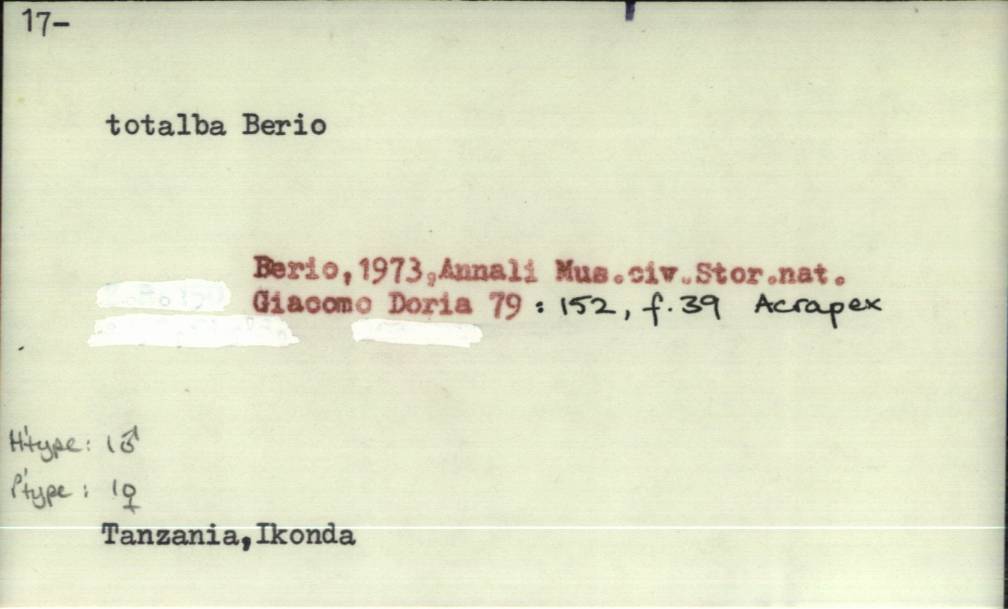 17-
totalba Berio
Berio,1973,Annali Mus.civ.Stor.nat.
Giacomo Doria 79 : 152, f.39 Acrapex
H'type: 1♂
P'type: 1♀
Tanzania,Ikonda